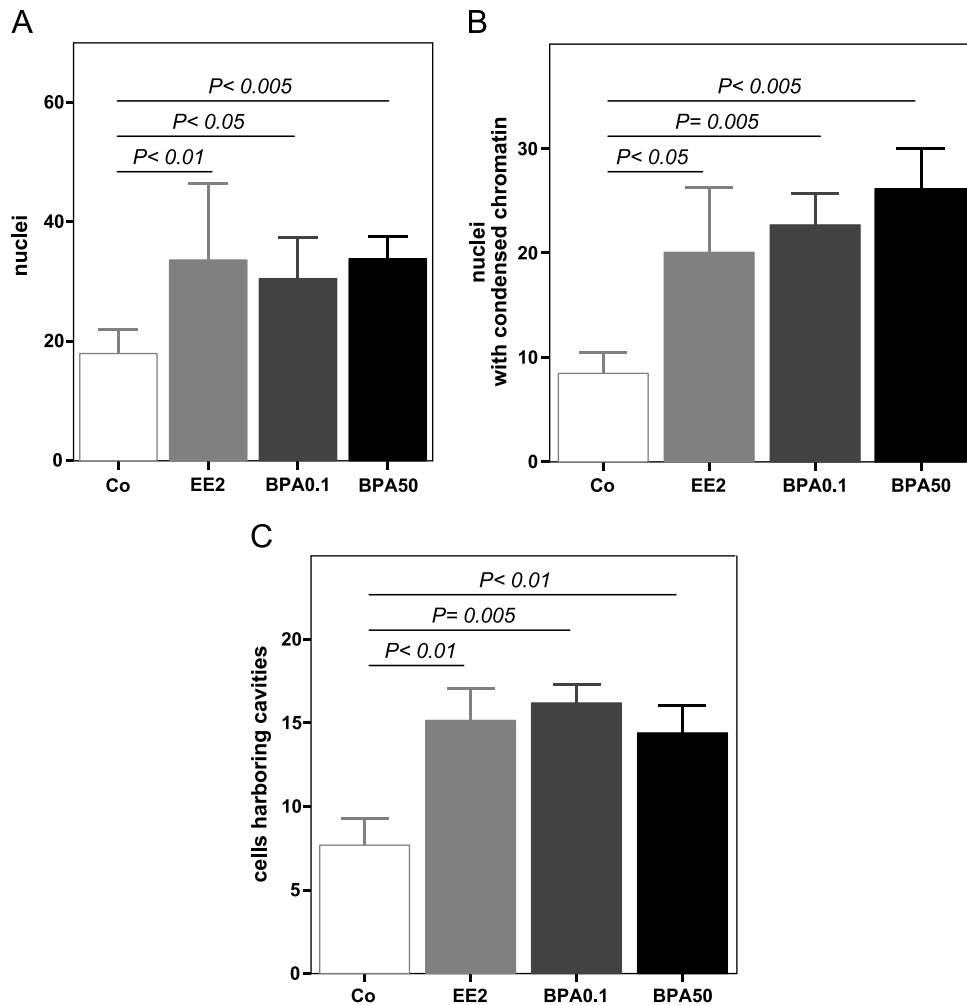 A
nuclei
60
40
20
0
P< 0.005
P< 0.05
P< 0.01
Co EE2 BPA0.1 BPA50
B
nuclei
with condensed chromatin
30
20
10
0
P< 0.005
P= 0.005
P< 0.05
Co EE2 BPA0.1 BPA50
C
cells harboring cavities
20
15
10
5
0
P< 0.01
P= 0.005
P< 0.01
Co EE2 BPA0.1 BPA50